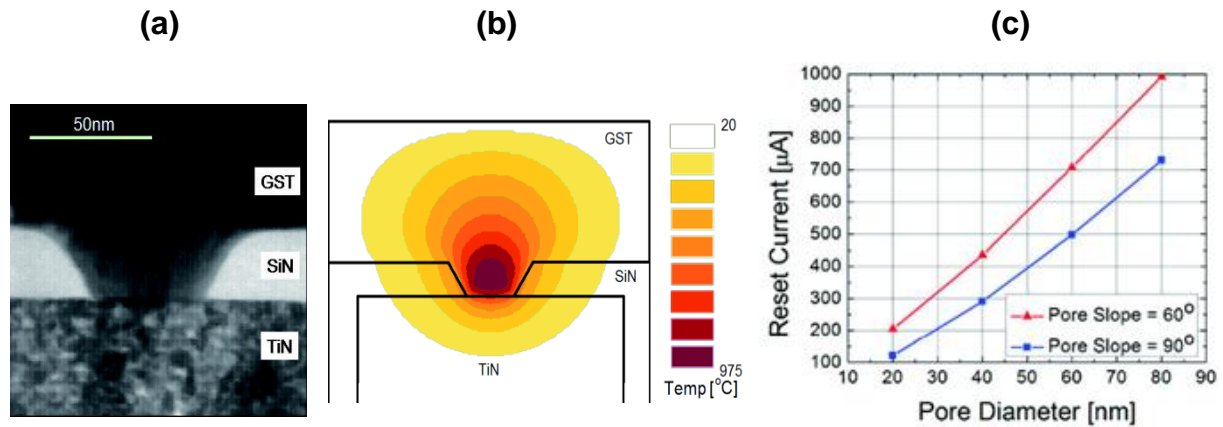 (a)
(b)
(c)
50nm
GST
SiN
TiN
GST
SiN
TiN
20
975
Temp [°C]
Reset Current [µA]
1000
900
800
700
600
500
400
300
200
100
Pore Slope = 60°
Pore Slope = 90°
10 20 30 40 50 60 70 80 90
Pore Diameter [nm]